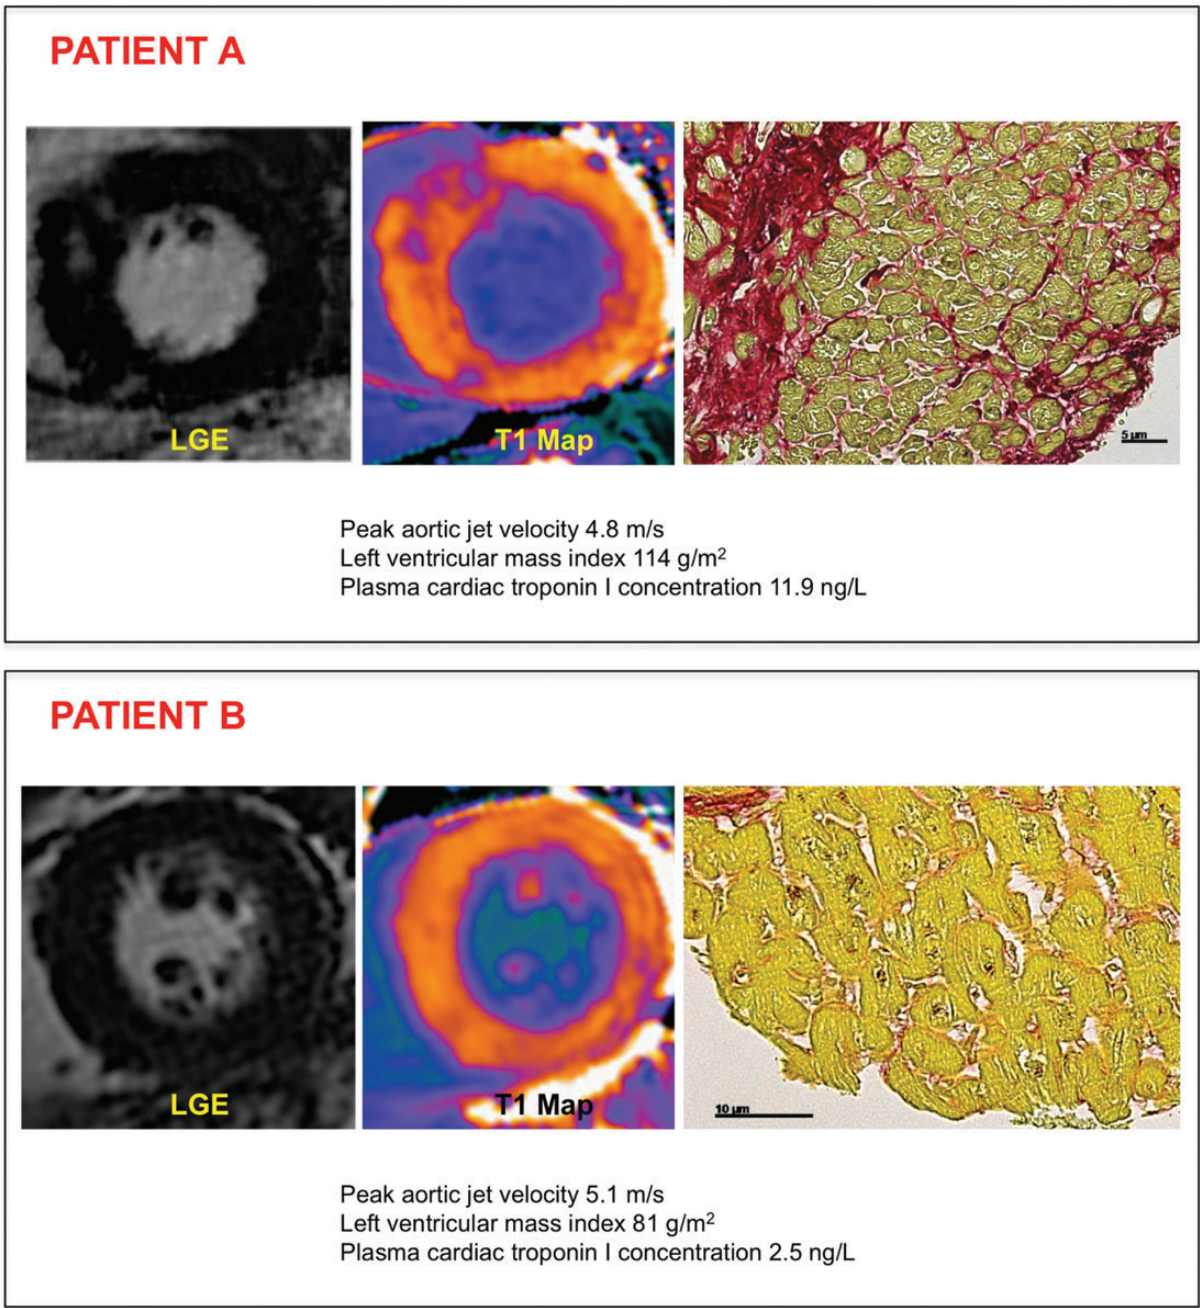 PATIENT A
LGE
T1 Map
5 µm
Peak aortic jet velocity 4.8 m/s
Left ventricular mass index 114 g/m²
Plasma cardiac troponin I concentration 11.9 ng/L
PATIENT B
LGE
T1 Map
10 µm
Peak aortic jet velocity 5.1 m/s
Left ventricular mass index 81 g/m²
Plasma cardiac troponin I concentration 2.5 ng/L